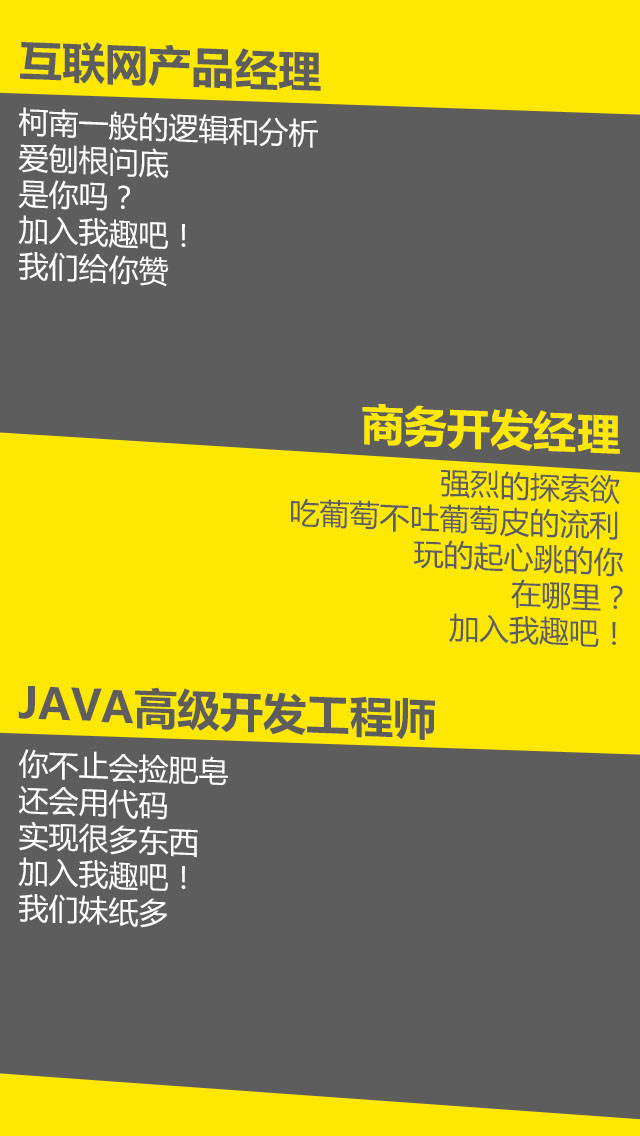 互联网产品经理
柯南一般的逻辑和分析
爱刨根问底
是你吗？
加入我趣吧！
我们给你赞
商务开发经理
强烈的探索欲
吃葡萄不吐葡萄皮的流利
玩的起心跳的你
在哪里？
加入我趣吧！
JAVA高级开发工程师
你不止会捡肥皂
还会用代码
实现很多东西
加入我趣吧！
我们妹纸多